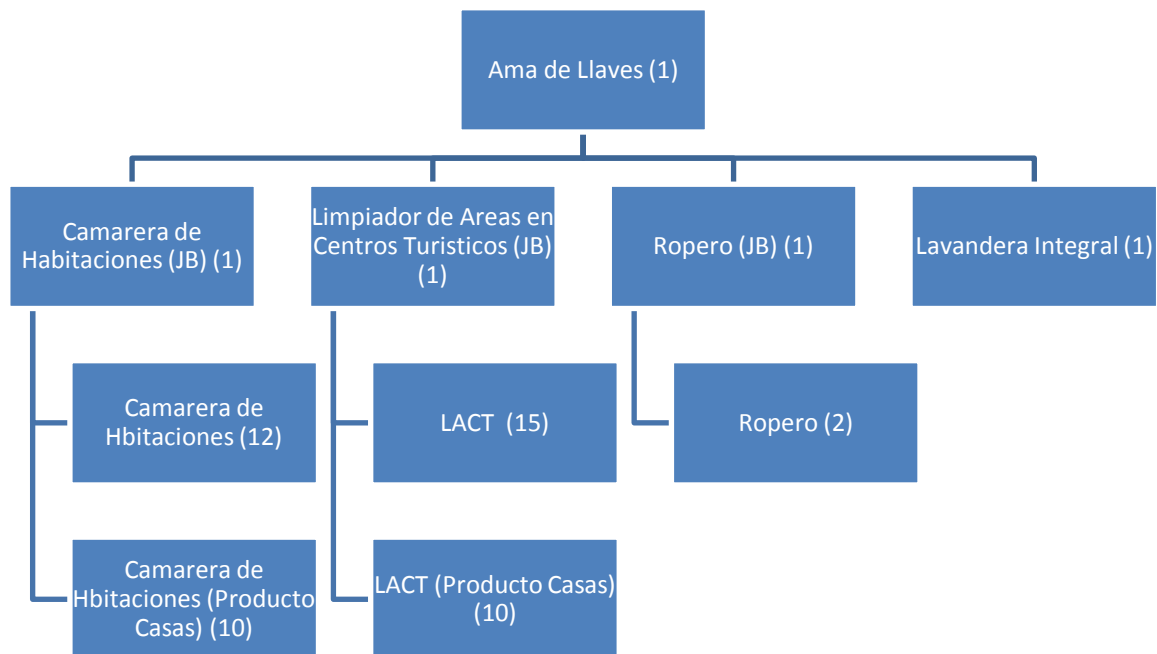 Ama de Llaves (1)
Camarera de
Habitaciones (JB) (1)
Limpiador de Areas en
Centros Turisticos (JB)
(1)
Ropero (JB) (1)
Lavandera Integral (1)
Camarera de
Hbitaciones (12)
LACT (15)
Ropero (2)
Camarera de
Hbitaciones (Producto
Casas) (10)
LACT (Producto Casas)
(10)